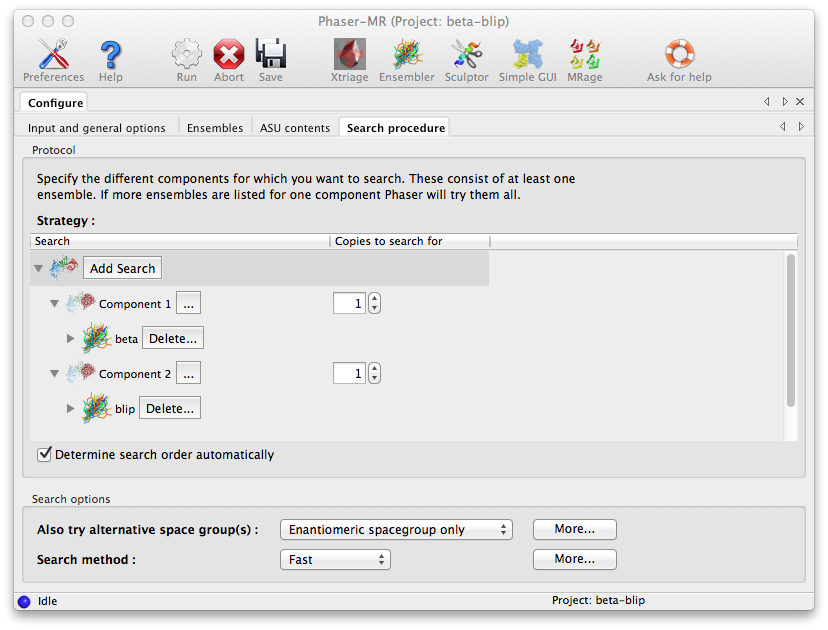 Phaser-MR (Project: beta-blip)
Preferences Help Run Abort Save Xtriage Ensembler Sculptor Simple GUI MRage Ask for help
Configure
Input and general options Ensembles ASU contents Search procedure
Protocol
Specify the different components for which you want to search. These consist of at least one
ensemble. If more ensembles are listed for one component Phaser will try them all.
Strategy :
Search Copies to search for
Add Search
Component 1 ... 1
beta Delete...
Component 2 ... 1
blip Delete...
Determine search order automatically
Search options
Also try alternative space group(s) : Enantiomeric spacegroup only More...
Search method : Fast More...
Idle Project: beta-blip